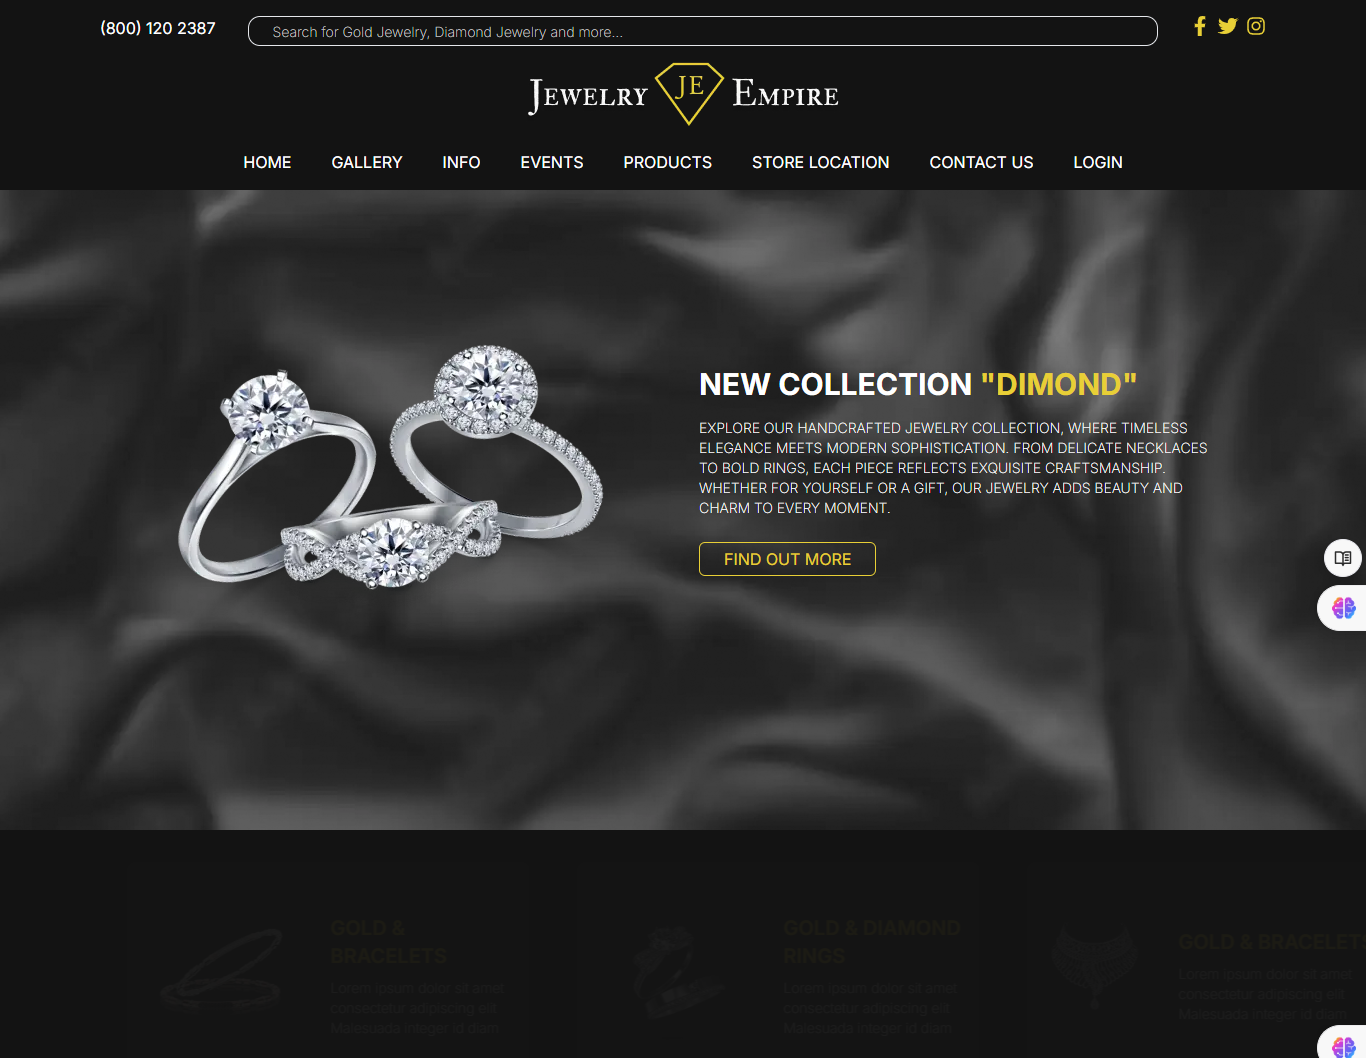 (800) 120 2387
Search for Gold Jewelry, Diamond Jewelry and more...
Jewelry JE Empire
HOME GALLERY INFO EVENTS PRODUCTS STORE LOCATION CONTACT US LOGIN
NEW COLLECTION "DIMOND"
EXPLORE OUR HANDCRAFTED JEWELRY COLLECTION, WHERE TIMELESS
ELEGANCE MEETS MODERN SOPHISTICATION. FROM DELICATE NECKLACES
TO BOLD RINGS, EACH PIECE REFLECTS EXQUISITE CRAFTSMANSHIP.
WHETHER FOR YOURSELF OR A GIFT, OUR JEWELRY ADDS BEAUTY AND
CHARM TO EVERY MOMENT.
FIND OUT MORE
GOLD &
BRACELETS
Lorem ipsum dolor sit amet
consectetur adipiscing elit
Malesuada integer id diam
GOLD & DIAMOND
RINGS
Lorem ipsum dolor sit amet
consectetur adipiscing elit
Malesuada integer id diam
GOLD & BRACELET
Lorem ipsum dolor sit amet
consectetur adipiscing elit
Malesuada integer id diam